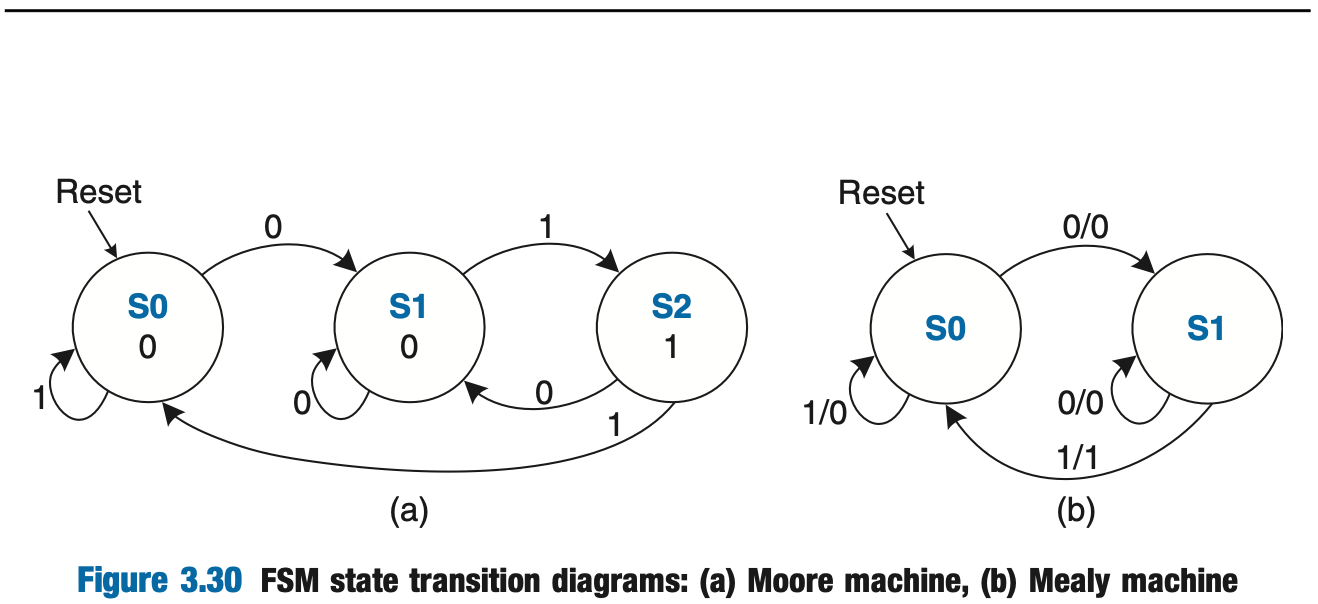 Reset
0
1
S0
0
S1
0
S2
1
1
0
0
1
(a)
Reset
0/0
S0
S1
1/0
0/0
1/1
(b)
Figure 3.30 FSM state transition diagrams: (a) Moore machine, (b) Mealy machine